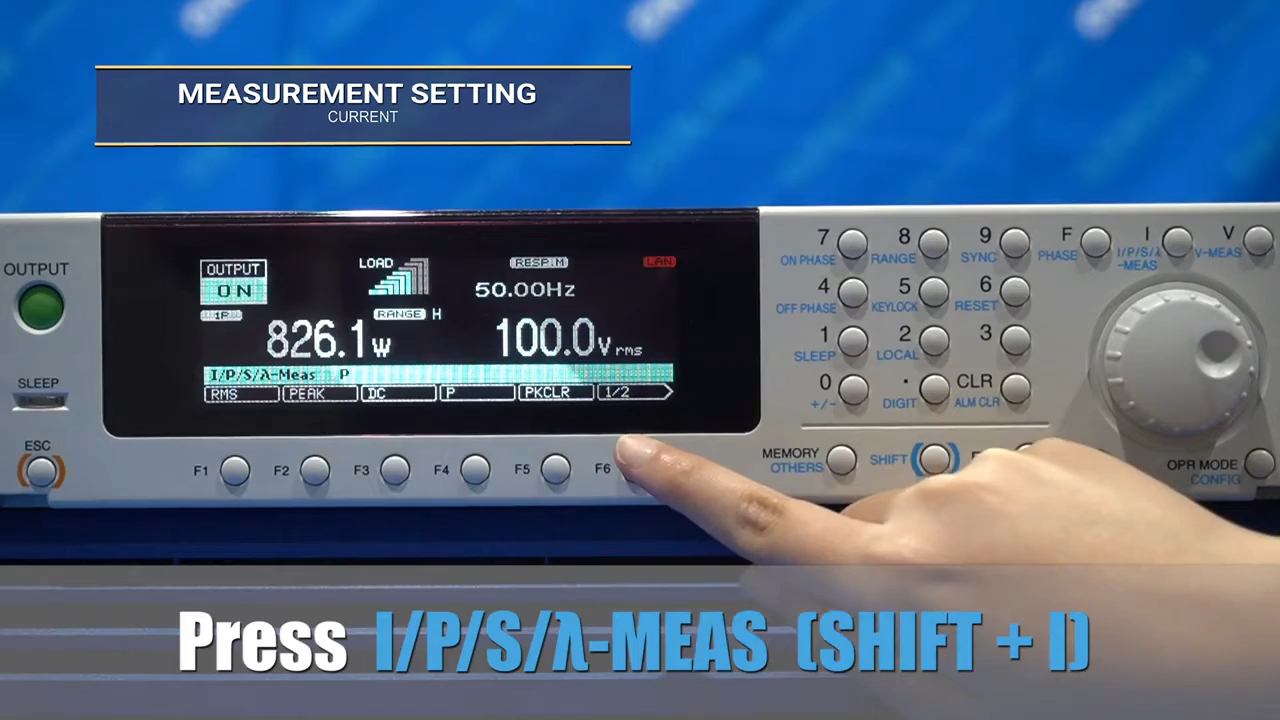 MEASUREMENT SETTING
CURRENT
OUTPUT
SLEEP
ESC
OUTPUT
ON
LOAD
RESP.M
LAN
50.00Hz
1P
RANGE H
826.1W
100.0Vrms
I/P/S/λ-Meas P
RMS
PEAK
DC
P
PKCLR
1/2
F1
F2
F3
F4
F5
F6
7
ON PHASE
8
RANGE
9
SYNC
F
PHASE
I
I/P/S/λ
-MEAS
V
V-MEAS
4
OFF PHASE
5
KEYLOCK
6
RESET
1
SLEEP
2
LOCAL
3
0
+/-
.
DIGIT
CLR
ALM CLR
MEMORY
OTHERS
SHIFT
OPR MODE
CONFIG
Press I/P/S/λ-MEAS (SHIFT + I)